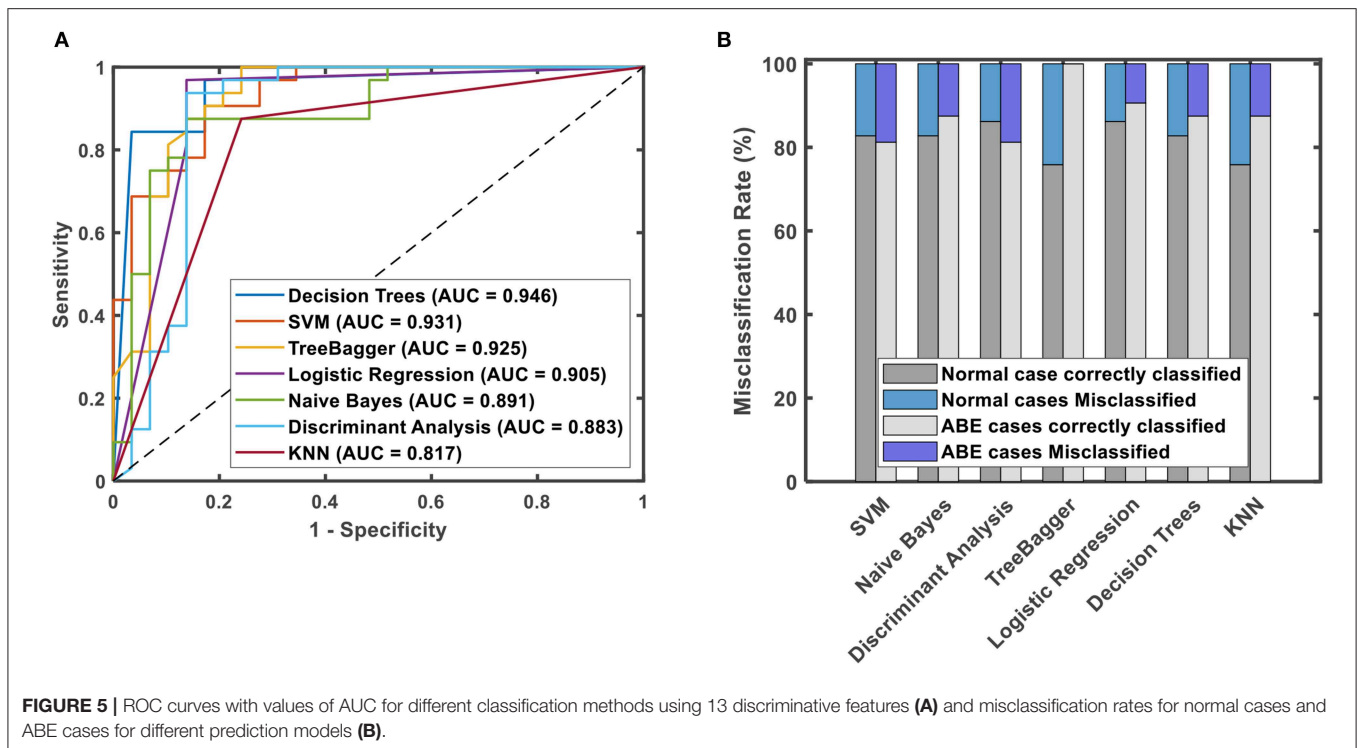 A
1
0.8
0.6
0.4
0.2
0
Sensitivity
Decision Trees (AUC = 0.946)
SVM (AUC = 0.931)
TreeBagger (AUC = 0.925)
Logistic Regression (AUC = 0.905)
Naive Bayes (AUC = 0.891)
Discriminant Analysis (AUC = 0.883)
KNN (AUC = 0.817)
0 0.2 0.4 0.6 0.8 1
1 - Specificity
B
100
80
60
40
20
0
Misclassification Rate (%)
Normal case correctly classified
Normal cases Misclassified
ABE cases correctly classified
ABE cases Misclassified
SVM
Naive Bayes
Discriminant Analysis
TreeBagger
Logistic Regression
Decision Trees
KNN
FIGURE 5 | ROC curves with values of AUC for different classification methods using 13 discriminative features (A) and misclassification rates for normal cases and
ABE cases for different prediction models (B).